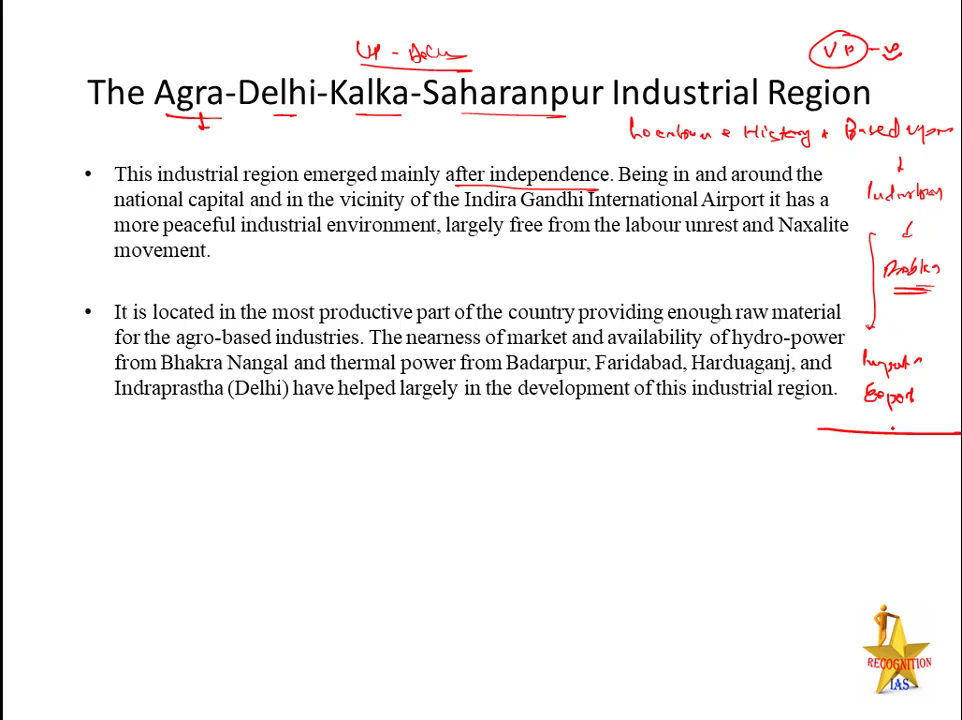 UP - Delhi
UP
The Agra-Delhi-Kalka-Saharanpur Industrial Region
Location + History + Based upon
• This industrial region emerged mainly after independence. Being in and around the
national capital and in the vicinity of the Indira Gandhi International Airport it has a
more peaceful industrial environment, largely free from the labour unrest and Naxalite
movement.
• It is located in the most productive part of the country providing enough raw material
for the agro-based industries. The nearness of market and availability of hydro-power
from Bhakra Nangal and thermal power from Badarpur, Faridabad, Harduaganj, and
Indraprastha (Delhi) have helped largely in the development of this industrial region.
Problem
Import
Export
RECOGNITION
IAS